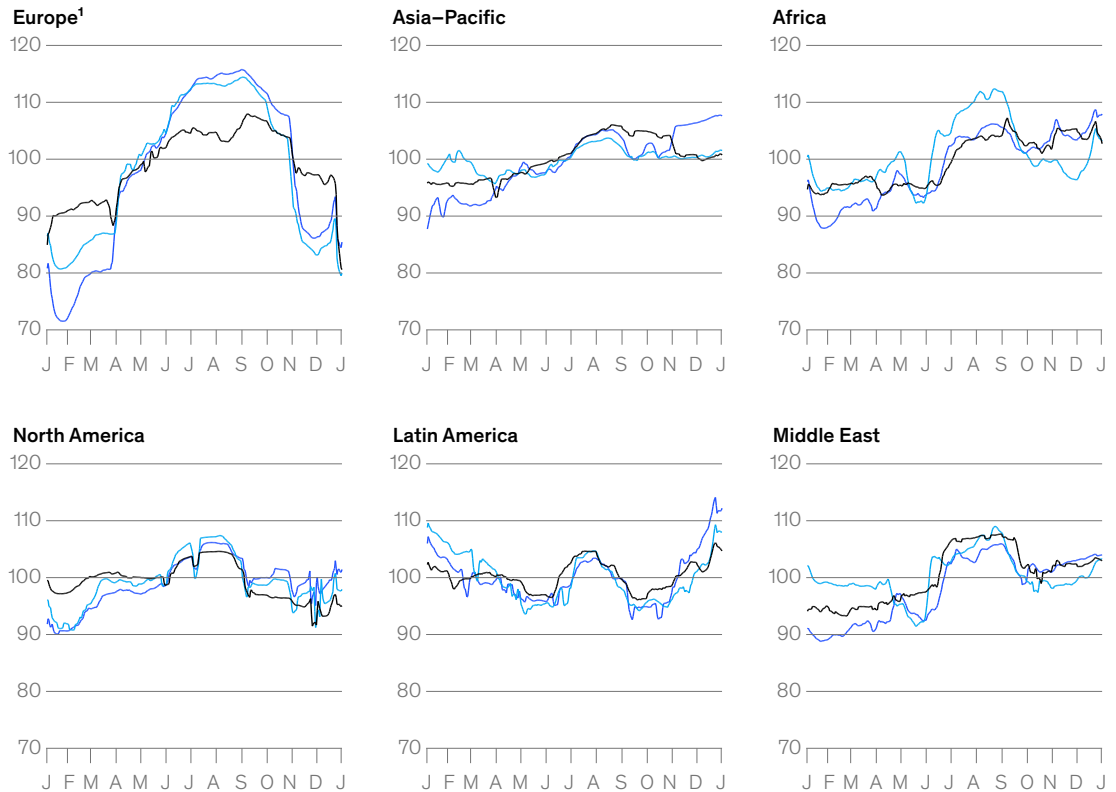 Europe¹ Asia–Pacific Africa
120 120 120
110 110 110
100 100 100
90 90 90
80 80 80
70 70 70
J F M A M J J A S O N D J J F M A M J J A S O N D J J F M A M J J A S O N D J
North America Latin America Middle East
120 120 120
110 110 110
100 100 100
90 90 90
80 80 80
70 70 70
J F M A M J J A S O N D J J F M A M J J A S O N D J J F M A M J J A S O N D J